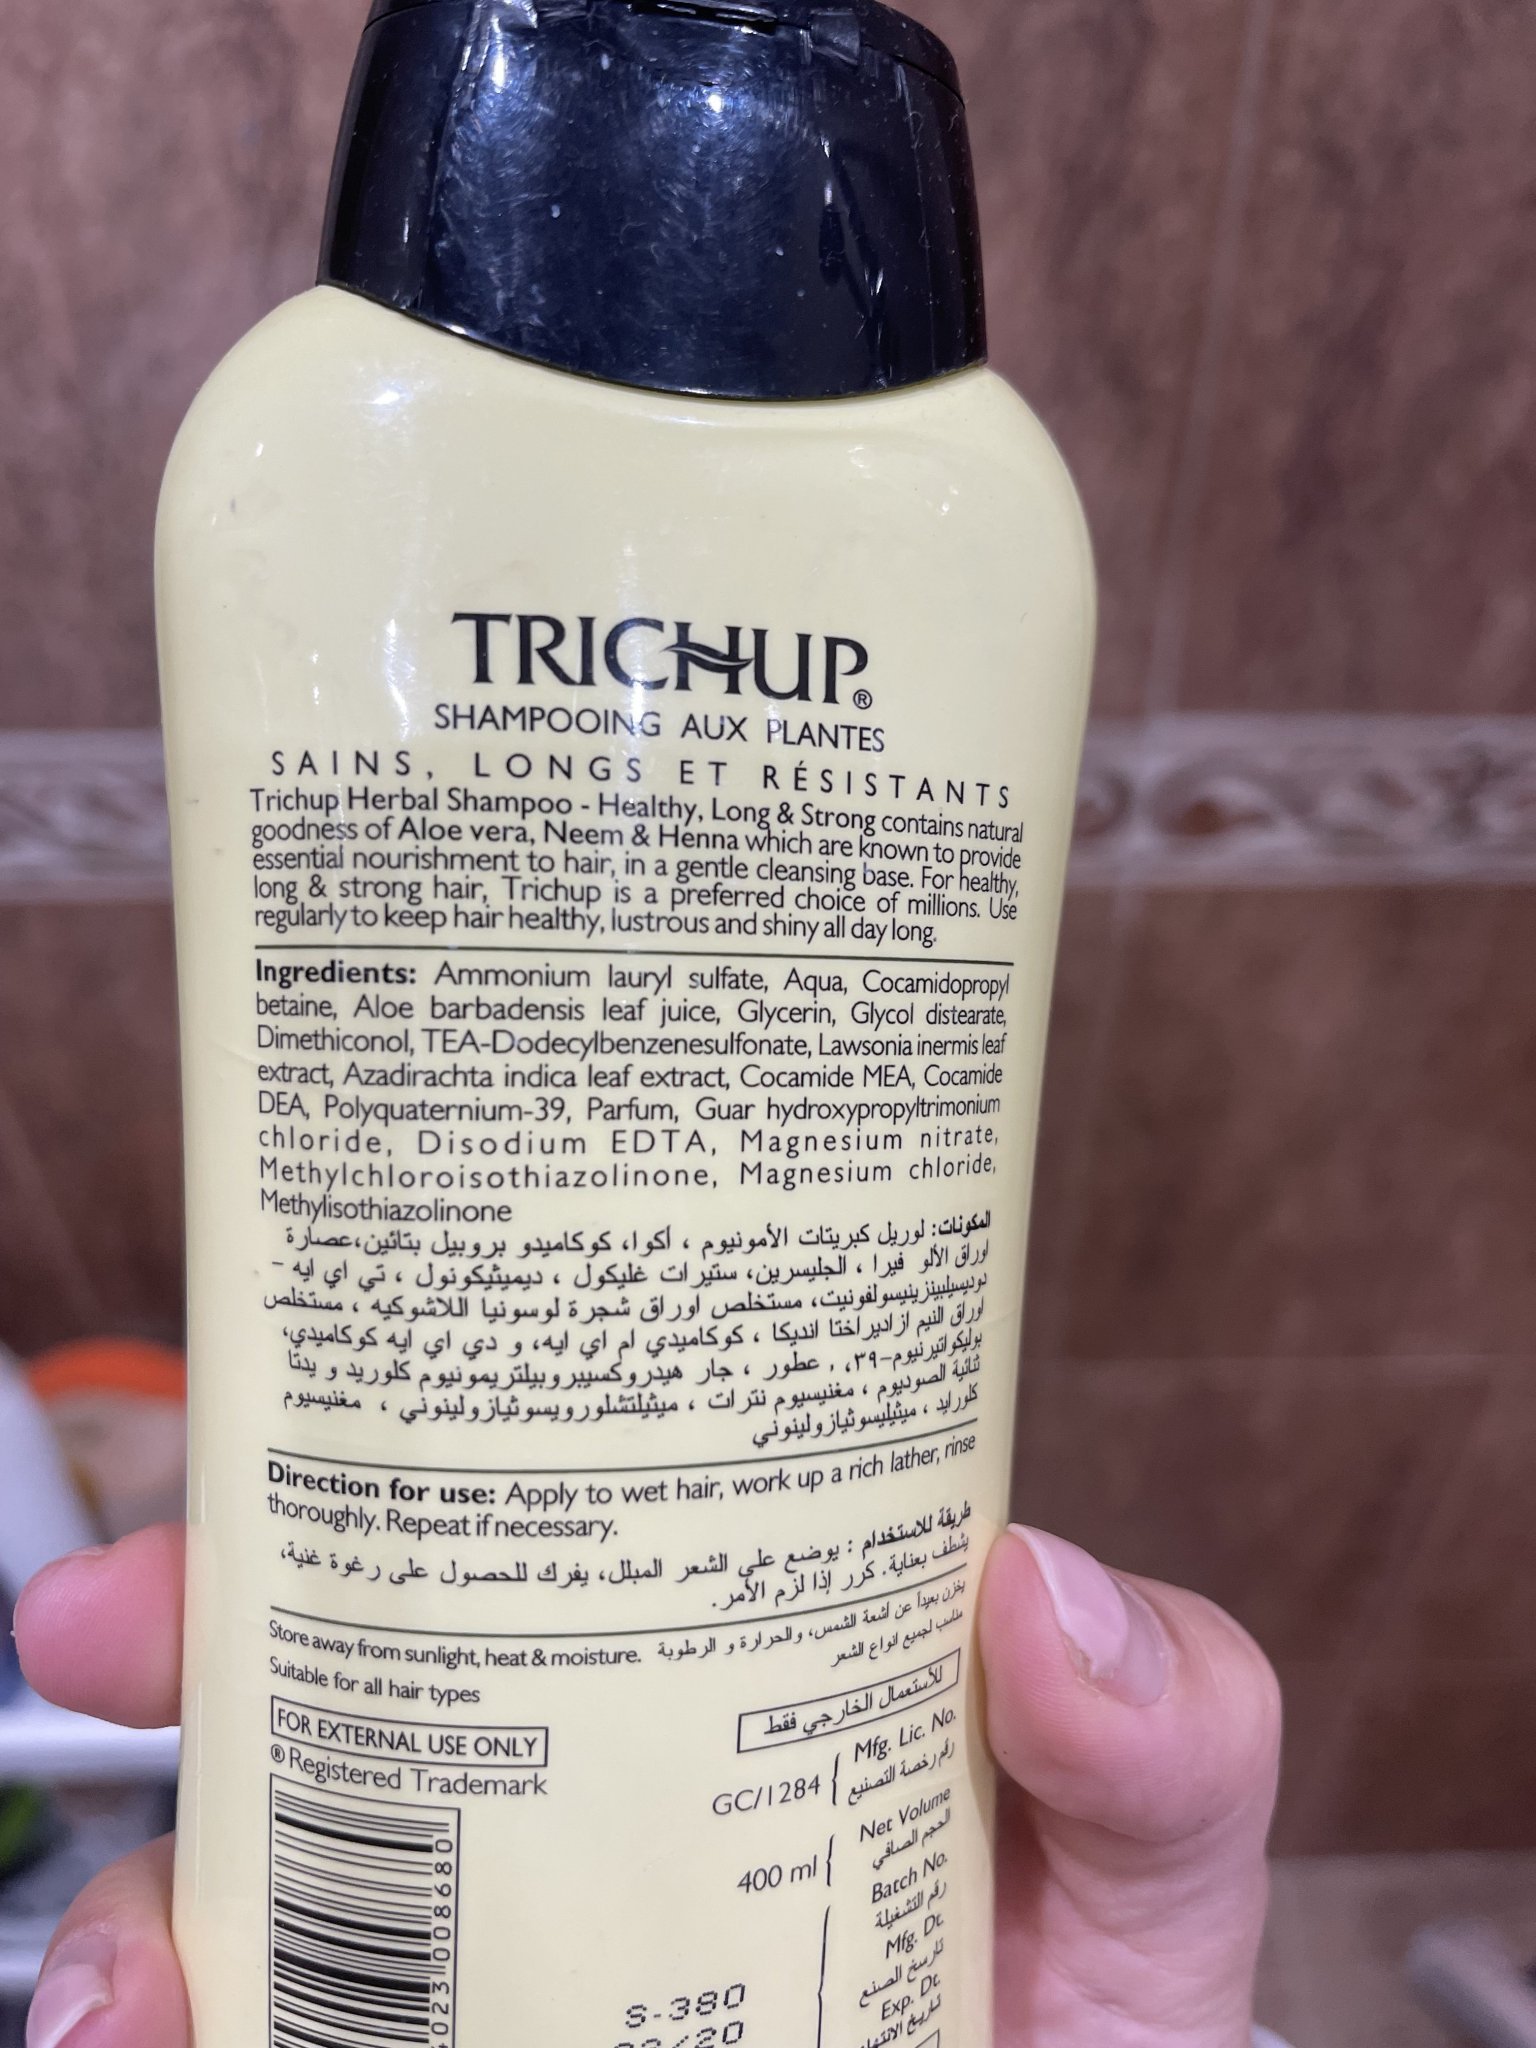 TRICHUP®
SHAMPOOING AUX PLANTES
SAINS, LONGS ET RÉSISTANTS
Trichup Herbal Shampoo - Healthy, Long & Strong contains natural
goodness of Aloe vera, Neem & Henna which are known to provide
essential nourishment to hair, in a gentle cleansing base. For healthy,
long & strong hair, Trichup is a preferred choice of millions. Use
regularly to keep hair healthy, lustrous and shiny all day long.
Ingredients: Ammonium lauryl sulfate, Aqua, Cocamidopropyl
betaine, Aloe barbadensis leaf juice, Glycerin, Glycol distearate,
Dimethiconol, TEA-Dodecylbenzenesulfonate, Lawsonia inermis leaf
extract, Azadirachta indica leaf extract, Cocamide MEA, Cocamide
DEA, Polyquaternium-39, Parfum, Guar hydroxypropyltrimonium
chloride, Disodium EDTA, Magnesium nitrate,
Methylchloroisothiazolinone, Magnesium chloride,
Methylisothiazolinone
المكونات: لوريل كبريتات الأمونيوم ، أكوا، كوكاميدو بروبيل بتائين،عصارة
اوراق الألو فيرا ، الجليسرين، ستيرات غليكول ، ديميثيكونول ، تي اي ايه -
دوديسيلبينزينيسولفونيت، مستخلص اوراق شجرة لوسونيا اللاشوكيه ، مستخلص
اوراق النيم ازاديراختا انديكا ، كوكاميدي ام اي ايه، و دي اي ايه كوكاميدي،
بوليكواتيرنيوم-٣٩، ، عطور ، جار هيدروكسيبروبيلتريمونيوم كلوريد و يدتا
ثنائية الصوديوم ، مغنيسيوم نترات ، ميثيلتشلورويسوثيازولينوني ، مغنيسيوم
كلورايد ، ميثيليسوثيازولينوني
Direction for use: Apply to wet hair, work up a rich lather, rinse
thoroughly. Repeat if necessary.
طريقة للاستخدام : يوضع على الشعر المبلل، يفرك للحصول على رغوة غنية،
يشطف بعناية. كرر إذا لزم الأمر.
Store away from sunlight, heat & moisture. يخزن بعيداً عن اشعة الشمس، والحرارة و الرطوبة
Suitable for all hair types مناسب لجميع انواع الشعر
FOR EXTERNAL USE ONLY للأستعمال الخارجي فقط
® Registered Trademark
Mfg. Lic. No.
رقم رخصة التصنيع
GC/1284
Net Volume
الحجم الصافي
400 ml
Batch No.
رقم التشغيلة
Mfg. Dt.
تاريخ الصنع
Exp. Dt.
S-380
/20
023 008680